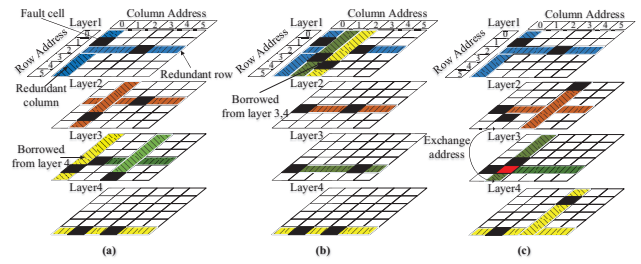 Fault cell
Layer1
Column Address
0 1 2 3 4 5
Row Address
0
1
2
3
4
5
Redundant row
Redundant
column
Layer2
Layer3
Borrowed
from layer 4
Layer4
(a)
Layer1
Column Address
0 1 2 3 4 5
Row Address
0
1
2
3
4
5
Borrowed
from layer 3,4
Layer2
Layer3
Layer4
(b)
Layer1
Column Address
0 1 2 3 4 5
Row Address
0
1
2
3
4
5
Layer2
Exchange
address
Layer3
Layer4
(c)